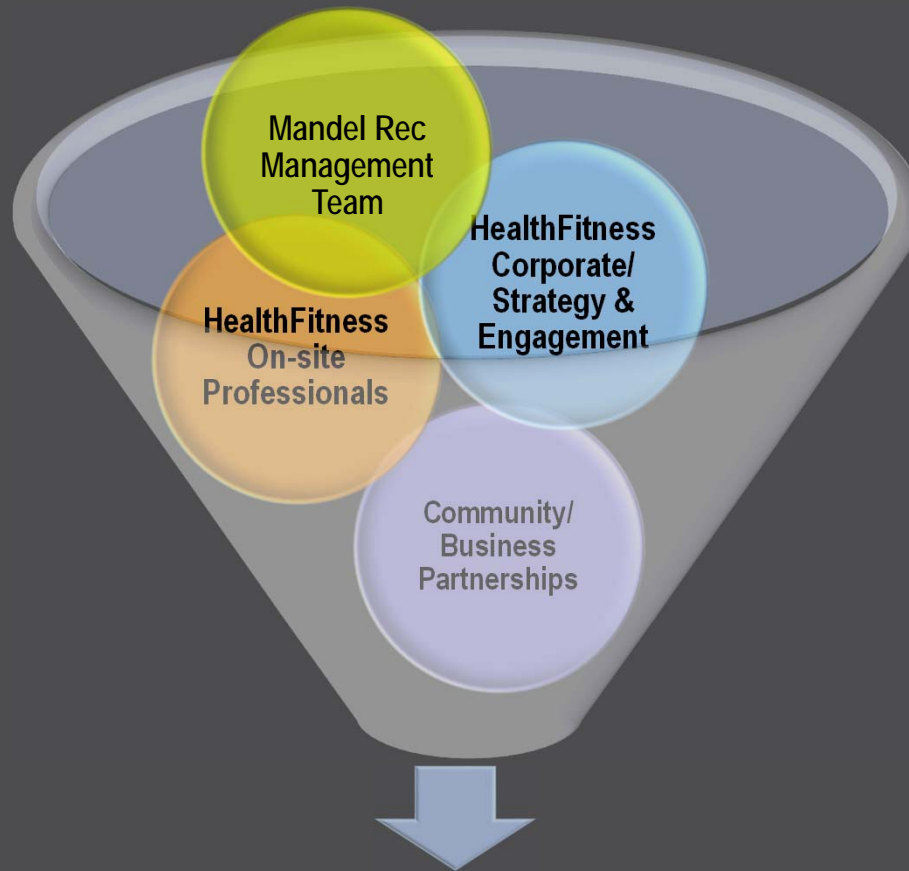 Mandel Rec
Management
Team
HealthFitness
Corporate/
Strategy &
Engagement
HealthFitness
On-site
Professionals
Community/
Business
Partnerships